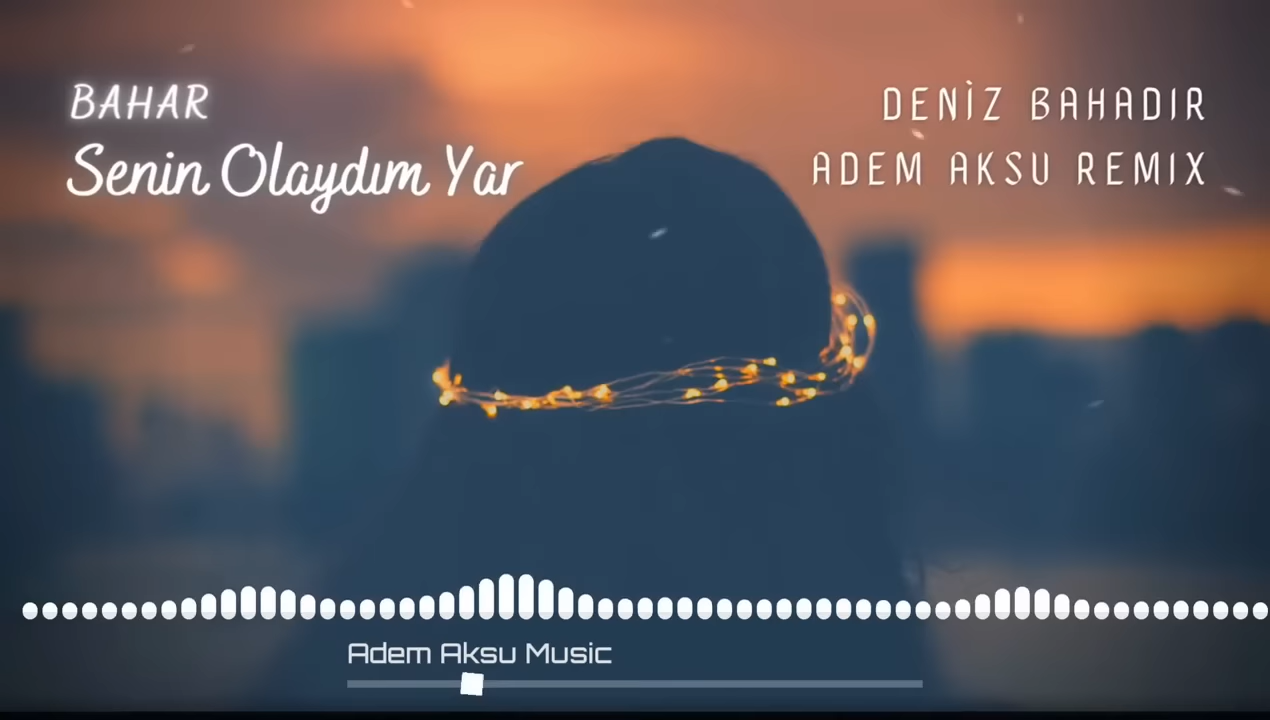 BAHAR
Senin Olaydım Yar
DENİZ BAHADIR
ADEM AKSU REMIX
Adem Aksu Music